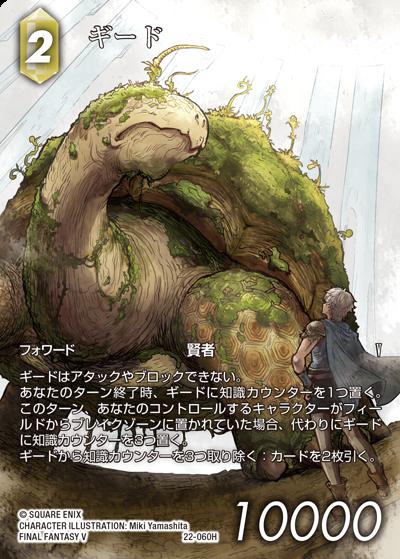 2
ギード
フォワード
賢者
V
ギードはアタックやブロックできない。
あなたのターン終了時、ギードに知識カウンターを1つ置く。
このターン、あなたのコントロールするキャラクターがフィー
ルドからブレイクゾーンに置かれていた場合、代わりにギード
に知識カウンターを3つ置く。
ギードから知識カウンターを3つ取り除く：カードを2枚引く。
© SQUARE ENIX
CHARACTER ILLUSTRATION: Miki Yamashita
FINAL FANTASY V
22-060H
10000